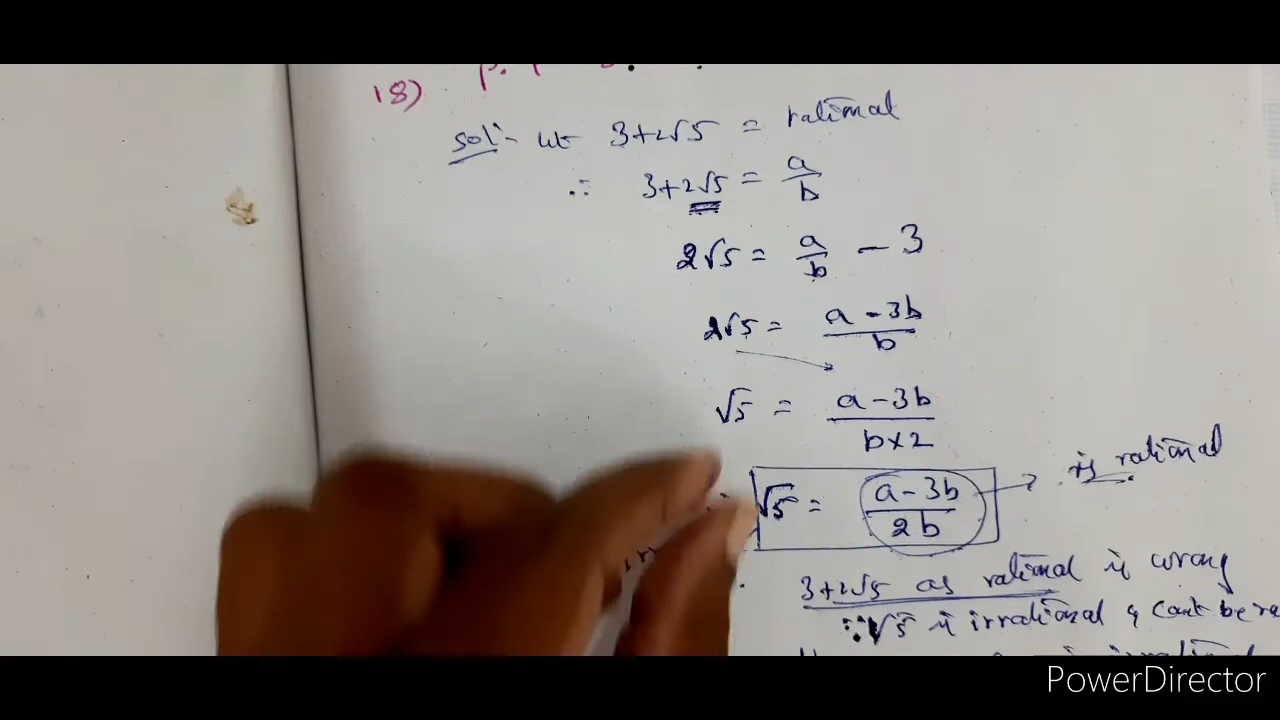 18)
Sol:- let 3+2√5 = rational
∴ 3+2√5 = a/b
2√5 = a/b - 3
2√5 = a-3b/b
√5 = a-3b/b×2
√5 = a-3b/2b → is rational
3+2√5 as rational is wrong
∵ √5 is irrational & cant be ra
PowerDirector